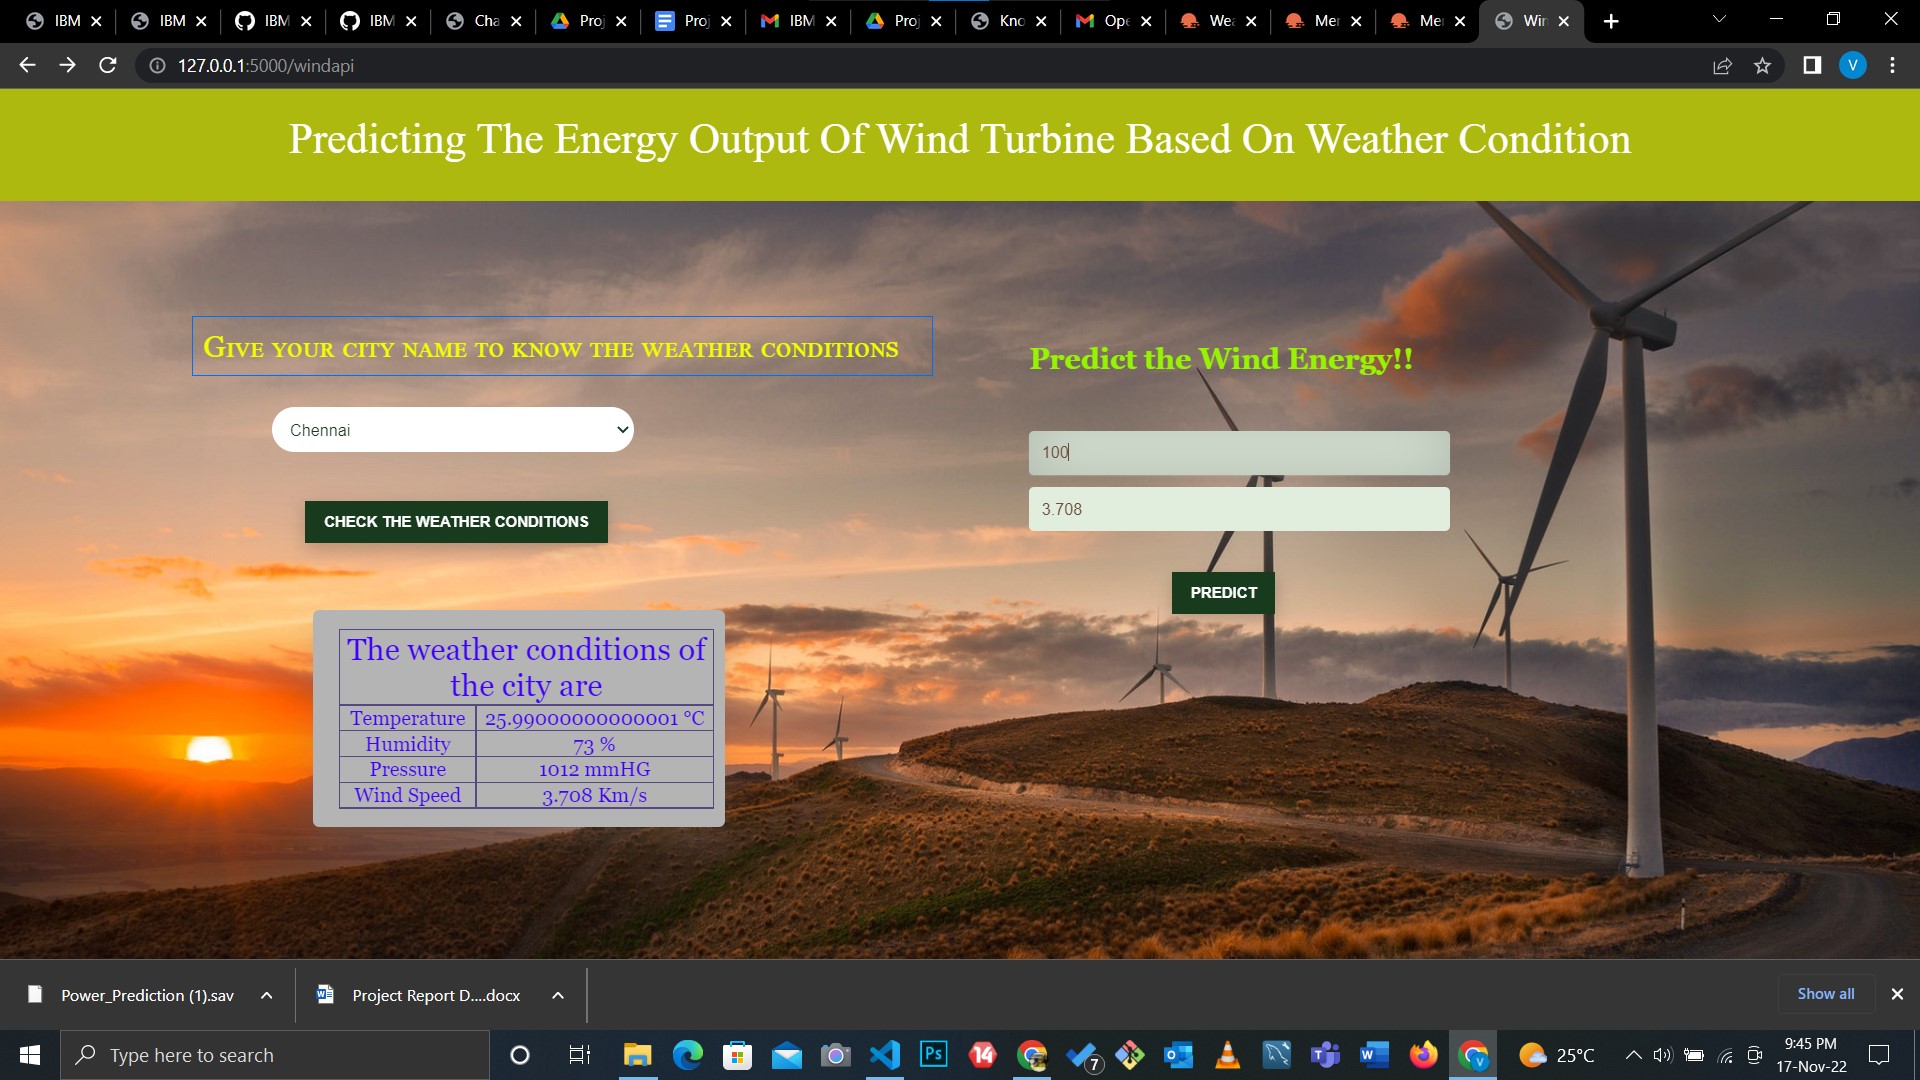 IBM
IBM
IBM
IBM
Cha
Proj
Proj
IBM
Proj
Kno
Ope
Wea
Mer
Mer
Win
127.0.0.1:5000/windapi
V
Predicting The Energy Output Of Wind Turbine Based On Weather Condition
Give your city name to know the weather conditions
Chennai
CHECK THE WEATHER CONDITIONS
The weather conditions of
the city are
Temperature 25.99000000000001 °C
Humidity 73 %
Pressure 1012 mmHG
Wind Speed 3.708 Km/s
Predict the Wind Energy!!
100
3.708
PREDICT
Power_Prediction (1).sav
Project Report D....docx
Show all
Type here to search
Ps
14
7
V
25°C
9:45 PM
17-Nov-22